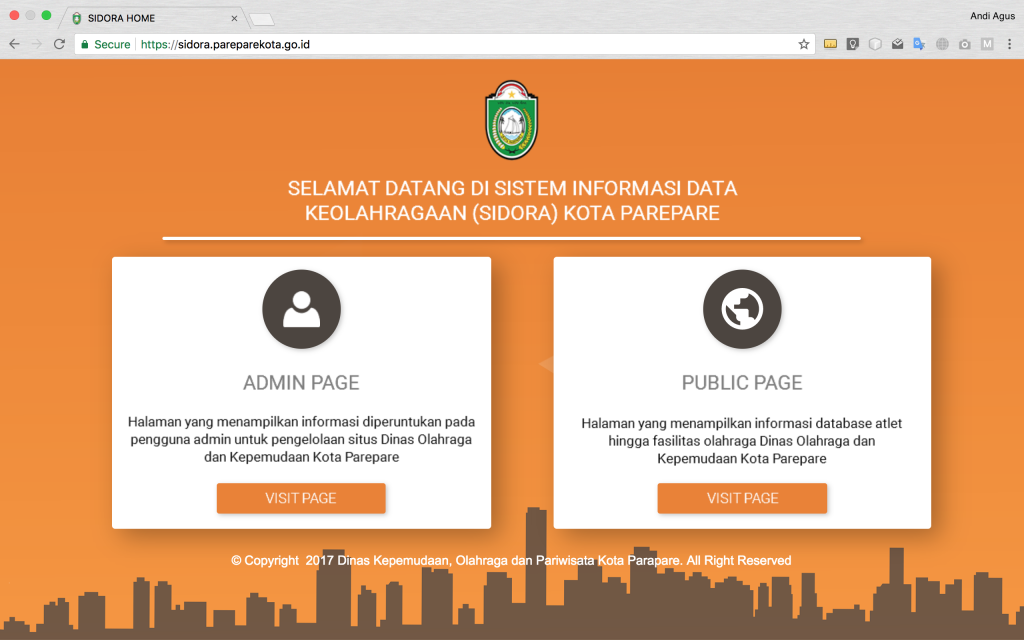 SIDORA HOME
Andi Agus
Secure https://sidora.pareparekota.go.id
SELAMAT DATANG DI SISTEM INFORMASI DATA
KEOLAHRAGAAN (SIDORA) KOTA PAREPARE
ADMIN PAGE
Halaman yang menampilkan informasi diperuntukan pada
pengguna admin untuk pengelolaan situs Dinas Olahraga
dan Kepemudaan Kota Parepare
VISIT PAGE
PUBLIC PAGE
Halaman yang menampilkan informasi database atlet
hingga fasilitas olahraga Dinas Olahraga dan
Kepemudaan Kota Parepare
VISIT PAGE
© Copyright 2017 Dinas Kepemudaan, Olahraga dan Pariwisata Kota Parapare. All Right Reserved